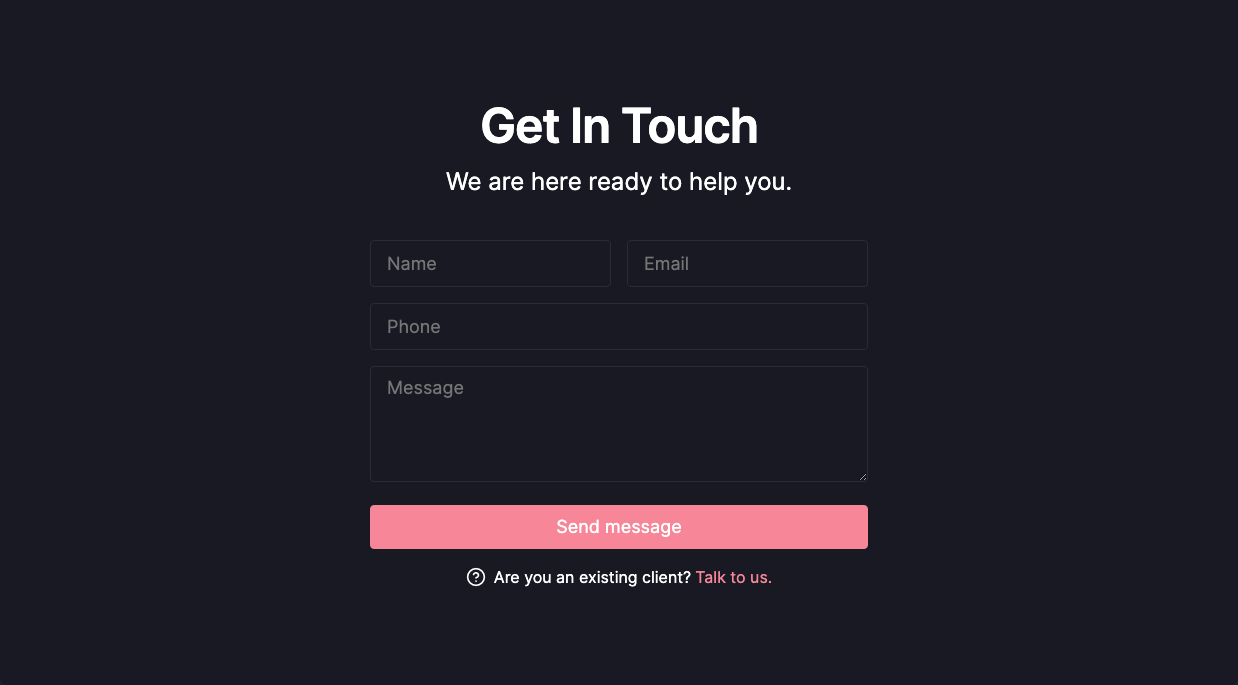 Get In Touch
We are here ready to help you.
Name
Email
Phone
Message
Send message
Are you an existing client? Talk to us.